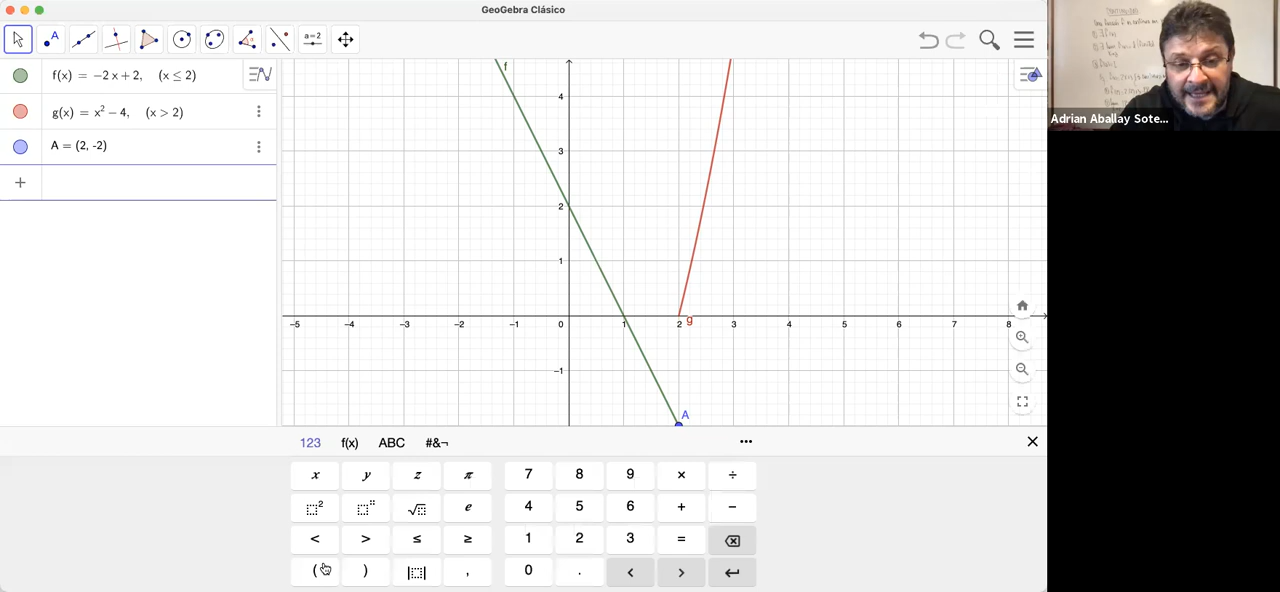 GeoGebra Clásico
a=2
f(x) = −2 x + 2, (x ≤ 2)
g(x) = x² − 4, (x > 2)
A = (2, -2)
+
f
4
3
2
1
−5 −4 −3 −2 −1 0 1 2 3 4 5 6 7 8
g
−1
A
Adrian Aballay Sote...
123 f(x) ABC #&¬ ...
x y z π 7 8 9 × ÷
e 4 5 6 + −
< > ≤ ≥ 1 2 3 =
( ) , 0 . < >